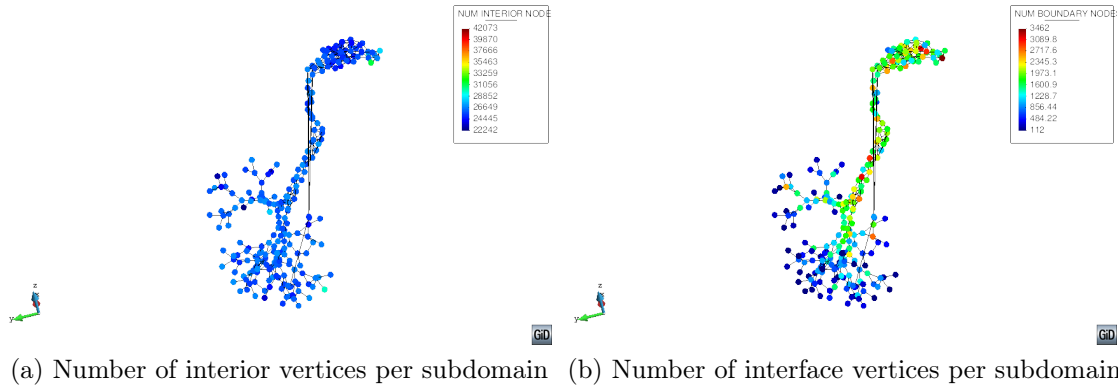 NUM INTERIOR NODE
42073
39870
37666
35463
33259
31056
28852
26649
24445
22242
z
y
GiD
(a) Number of interior vertices per subdomain
NUM BOUNDARY NODE
3462
3089.8
2717.6
2345.3
1973.1
1600.9
1228.7
856.44
484.22
112
z
y
GiD
(b) Number of interface vertices per subdomain